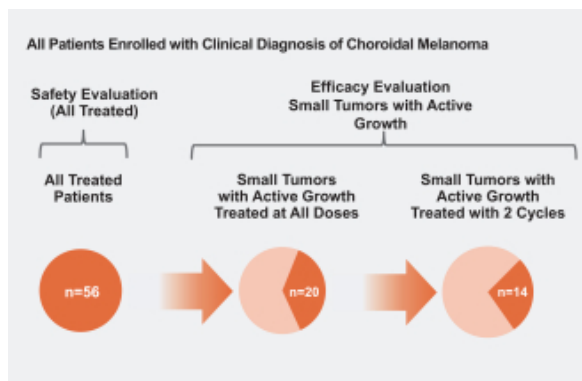 All Patients Enrolled with Clinical Diagnosis of Choroidal Melanoma
Safety Evaluation
(All Treated)
Efficacy Evaluation
Small Tumors with Active
Growth
All Treated
Patients
Small Tumors
with Active Growth
Treated at All Doses
Small Tumors with
Active Growth
Treated with 2 Cycles
n=56
n=20
n=14